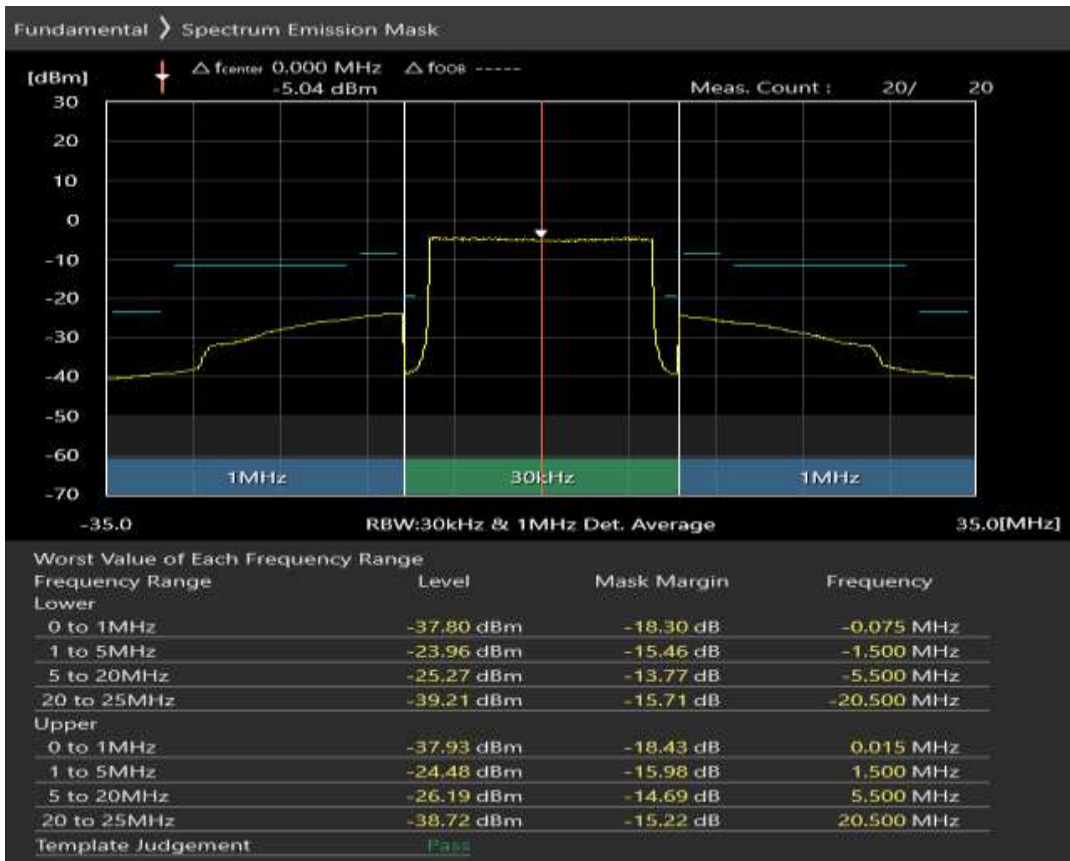 Fundamental ❭ Spectrum Emission Mask
[dBm] △ fcenter 0.000 MHz △ fOOB -----
-5.04 dBm Meas. Count : 20/ 20
30
20
10
0
-10
-20
-30
-40
-50
-60
1MHz 30kHz 1MHz
-70
-35.0 RBW:30kHz & 1MHz Det. Average 35.0[MHz]
Worst Value of Each Frequency Range
Frequency Range Level Mask Margin Frequency
Lower
0 to 1MHz -37.80 dBm -18.30 dB -0.075 MHz
1 to 5MHz -23.96 dBm -15.46 dB -1.500 MHz
5 to 20MHz -25.27 dBm -13.77 dB -5.500 MHz
20 to 25MHz -39.21 dBm -15.71 dB -20.500 MHz
Upper
0 to 1MHz -37.93 dBm -18.43 dB 0.015 MHz
1 to 5MHz -24.48 dBm -15.98 dB 1.500 MHz
5 to 20MHz -26.19 dBm -14.69 dB 5.500 MHz
20 to 25MHz -38.72 dBm -15.22 dB 20.500 MHz
Template Judgement Pass